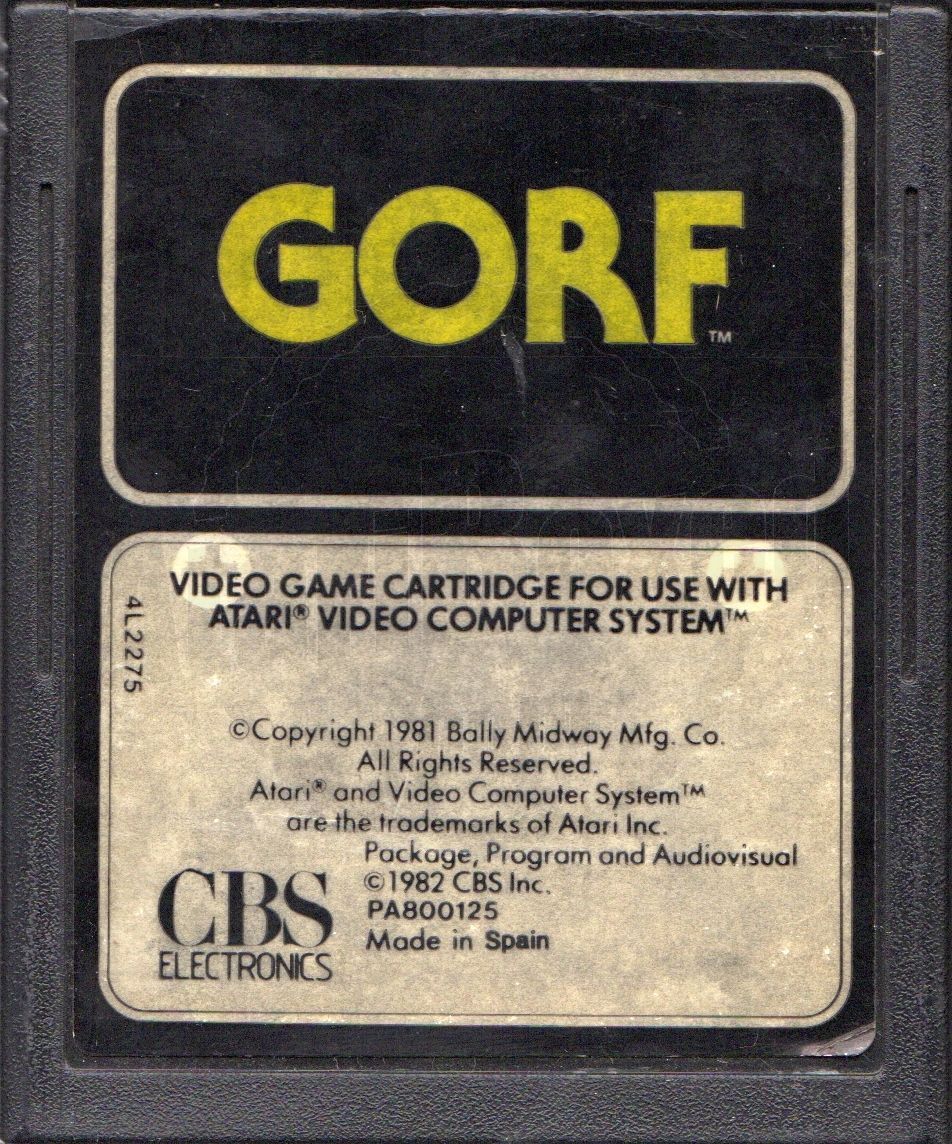 GORF™
VIDEO GAME CARTRIDGE FOR USE WITH
ATARI® VIDEO COMPUTER SYSTEM™
4L2275
©Copyright 1981 Bally Midway Mfg. Co.
All Rights Reserved.
Atari® and Video Computer System™
are the trademarks of Atari Inc.
Package, Program and Audiovisual
©1982 CBS Inc.
PA800125
Made in Spain
CBS
ELECTRONICS